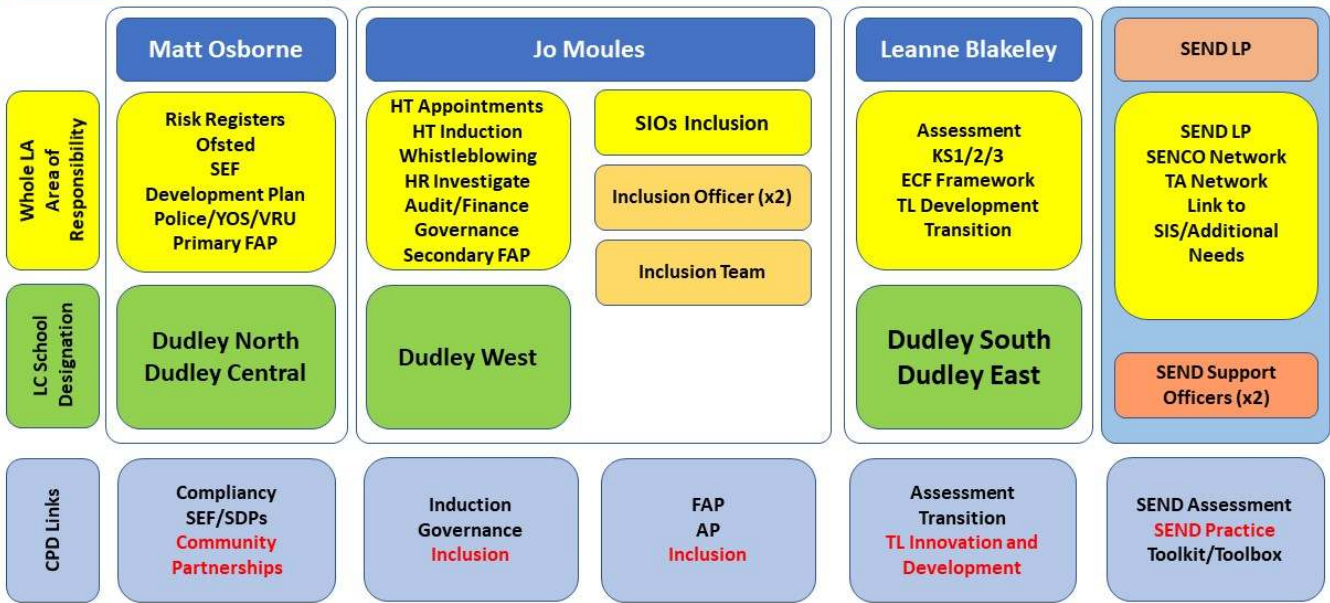 Matt Osborne
Jo Moules
Leanne Blakeley
SEND LP
Whole LA
Area of
Responsibility
Risk Registers
Ofsted
SEF
Development Plan
Police/YOS/VRU
Primary FAP
HT Appointments
HT Induction
Whistleblowing
HR Investigate
Audit/Finance
Governance
Secondary FAP
SIOs Inclusion
Inclusion Officer (x2)
Inclusion Team
Assessment
KS1/2/3
ECF Framework
TL Development
Transition
SEND LP
SENCO Network
TA Network
Link to
SIS/Additional
Needs
LC School
Designation
Dudley North
Dudley Central
Dudley West
Dudley South
Dudley East
SEND Support
Officers (x2)
CPD Links
Compliancy
SEF/SDPs
Community
Partnerships
Induction
Governance
Inclusion
FAP
AP
Inclusion
Assessment
Transition
TL Innovation and
Development
SEND Assessment
SEND Practice
Toolkit/Toolbox